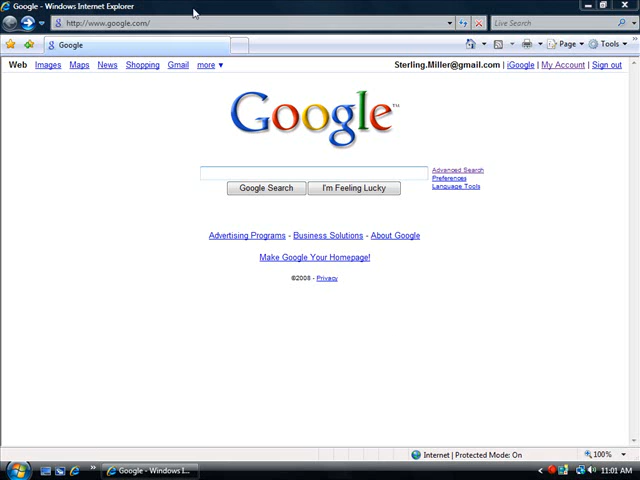 Google - Windows Internet Explorer
http://www.google.com/
Live Search
Google
Page
Tools
Web Images Maps News Shopping Gmail more ▼
Sterling.Miller@gmail.com | iGoogle | My Account | Sign out
Google™
Advanced Search
Preferences
Language Tools
Google Search
I'm Feeling Lucky
Advertising Programs - Business Solutions - About Google
Make Google Your Homepage!
©2008 - Privacy
Internet | Protected Mode: On
100%
Google - Windows I...
11:01 AM